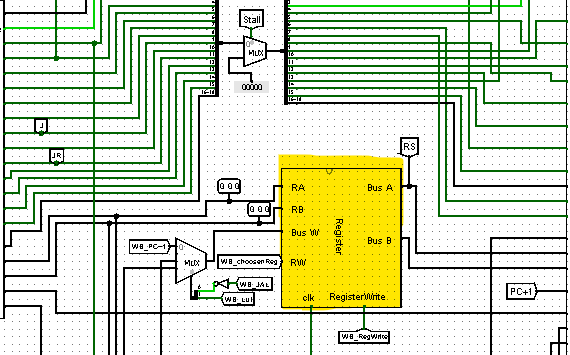 Stall
MUX
00000
J
JR
RS
0 0 0
RA
Bus A
0 0 0
RB
Register
Bus W
Bus B
WB_PC+1
MUX
WB_choosenReg
RW
WB_JAL
WB_LUI
PC+1
clk
RegisterWrite
WB_RegWrite